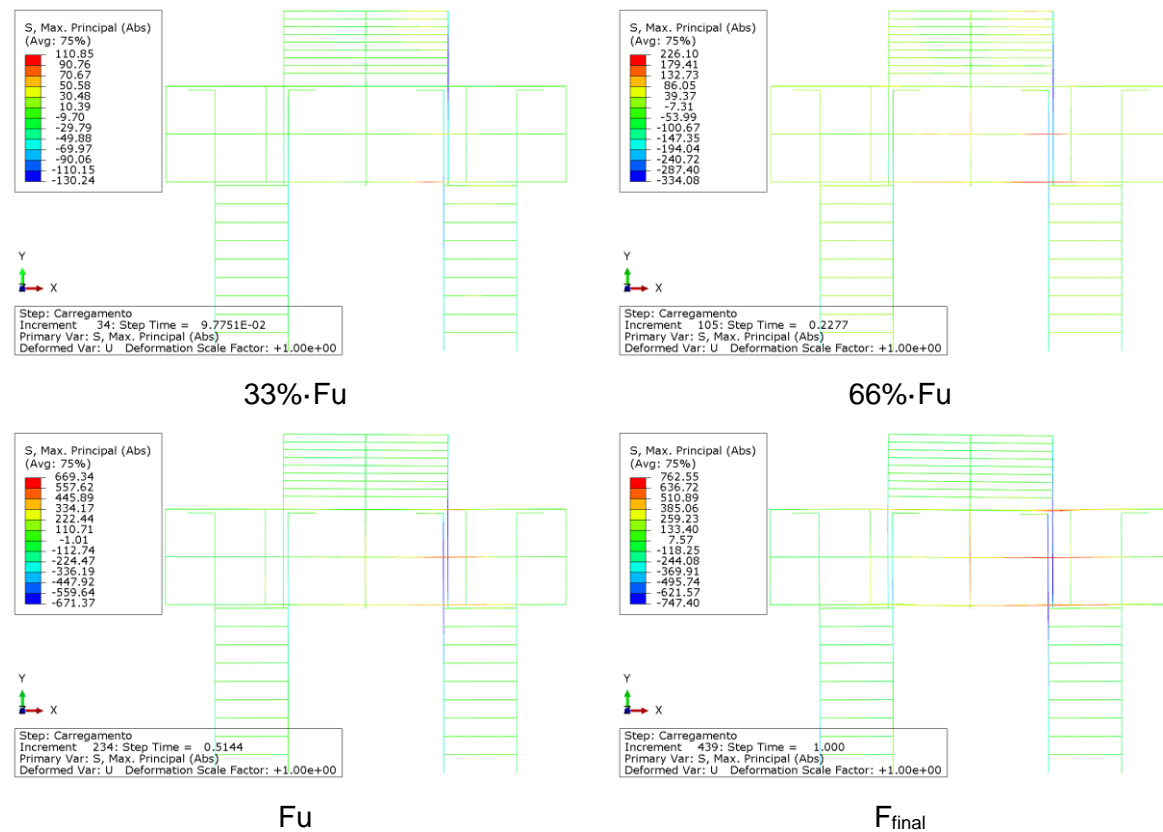 S, Max. Principal (Abs)
(Avg: 75%)
110.85
90.76
70.67
50.58
30.48
10.39
-9.70
-29.79
-49.88
-69.97
-90.06
-110.15
-130.24
Y
X
Step: Carregamento
Increment 34: Step Time = 9.7751E-02
Primary Var: S, Max. Principal (Abs)
Deformed Var: U Deformation Scale Factor: +1.00e+00
33%·Fu
S, Max. Principal (Abs)
(Avg: 75%)
226.10
179.41
132.73
86.05
39.37
-7.31
-53.99
-100.67
-147.35
-194.04
-240.72
-287.40
-334.08
Y
X
Step: Carregamento
Increment 105: Step Time = 0.2277
Primary Var: S, Max. Principal (Abs)
Deformed Var: U Deformation Scale Factor: +1.00e+00
66%·Fu
S, Max. Principal (Abs)
(Avg: 75%)
669.34
557.62
445.89
334.17
222.44
110.71
-1.01
-112.74
-224.47
-336.19
-447.92
-559.64
-671.37
Y
X
Step: Carregamento
Increment 234: Step Time = 0.5144
Primary Var: S, Max. Principal (Abs)
Deformed Var: U Deformation Scale Factor: +1.00e+00
Fu
S, Max. Principal (Abs)
(Avg: 75%)
762.55
636.72
510.89
385.06
259.23
133.40
7.57
-118.25
-244.08
-369.91
-495.74
-621.57
-747.40
Y
X
Step: Carregamento
Increment 439: Step Time = 1.000
Primary Var: S, Max. Principal (Abs)
Deformed Var: U Deformation Scale Factor: +1.00e+00
Ffinal